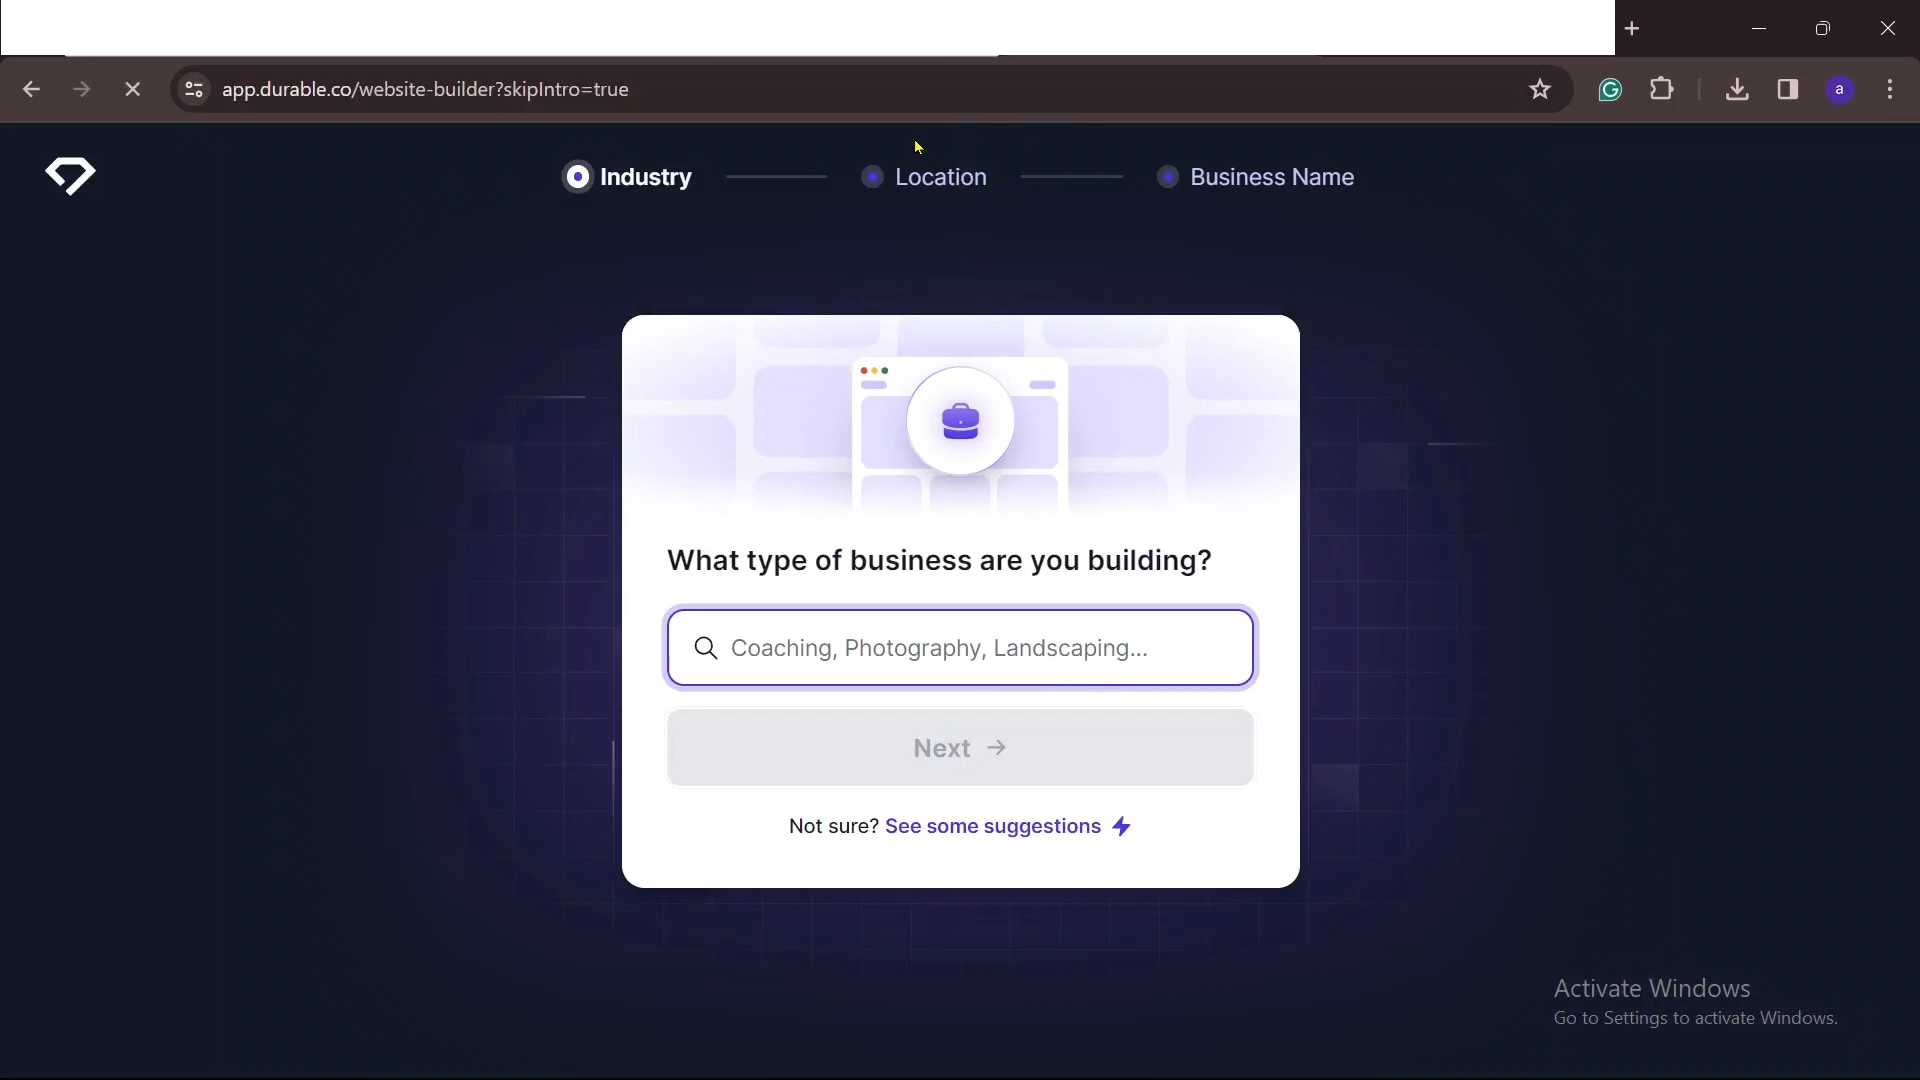 app.durable.co/website-builder?skipIntro=true
a
Industry
Location
Business Name
What type of business are you building?
Coaching, Photography, Landscaping...
Next →
Not sure? See some suggestions
Activate Windows
Go to Settings to activate Windows.